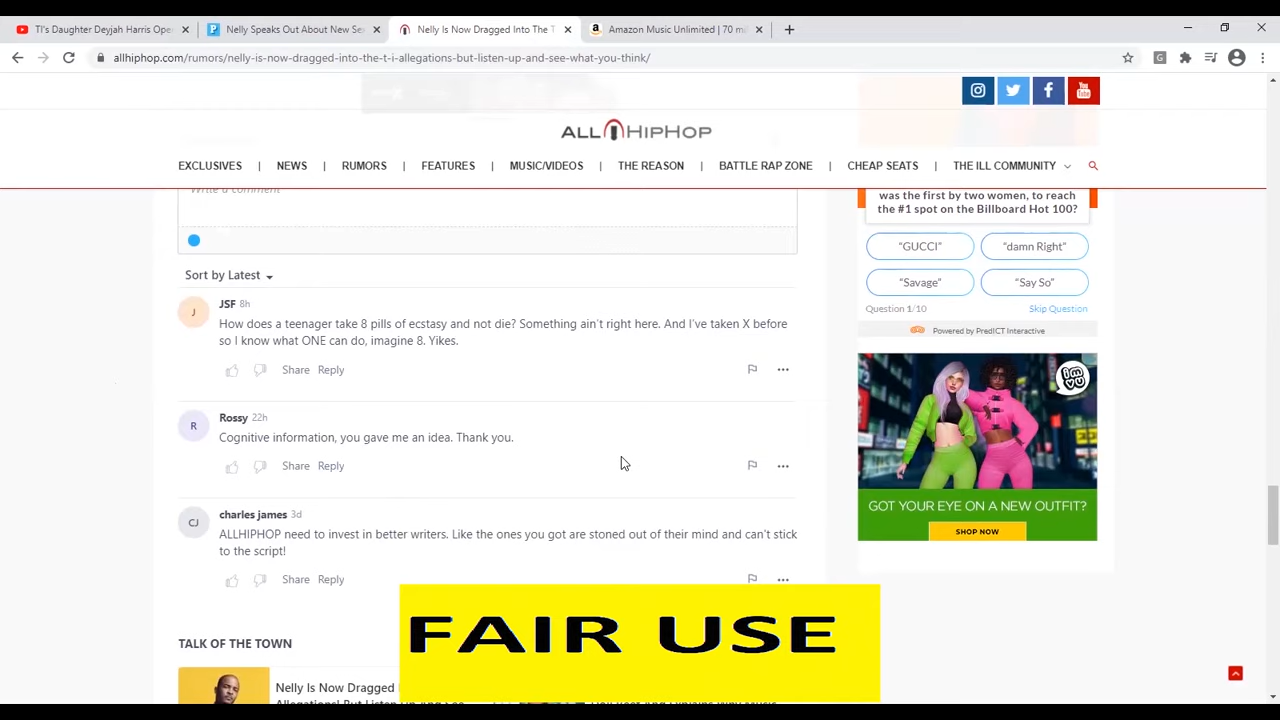 TI's Daughter Deyjah Harris Ope
Nelly Speaks Out About New Se
Nelly Is Now Dragged Into The T
Amazon Music Unlimited | 70 mi
allhiphop.com/rumors/nelly-is-now-dragged-into-the-t-i-allegations-but-listen-up-and-see-what-you-think/
ALL HIPHOP
EXCLUSIVES | NEWS | RUMORS | FEATURES | MUSIC/VIDEOS | THE REASON | BATTLE RAP ZONE | CHEAP SEATS | THE ILL COMMUNITY
Write a comment
Sort by Latest
JSF 8h
J
How does a teenager take 8 pills of ecstasy and not die? Something ain't right here. And I've taken X before
so I know what ONE can do, imagine 8. Yikes.
Share Reply
Rossy 22h
R
Cognitive information, you gave me an idea. Thank you.
Share Reply
charles james 3d
CJ
ALLHIPHOP need to invest in better writers. Like the ones you got are stoned out of their mind and can't stick
to the script!
Share Reply
TALK OF THE TOWN
Nelly Is Now Dragged
FAIR USE
was the first by two women, to reach
the #1 spot on the Billboard Hot 100?
"GUCCI" "damn Right"
"Savage" "Say So"
Question 1/10 Skip Question
Powered by PredICT Interactive
imvu
GOT YOUR EYE ON A NEW OUTFIT?
SHOP NOW